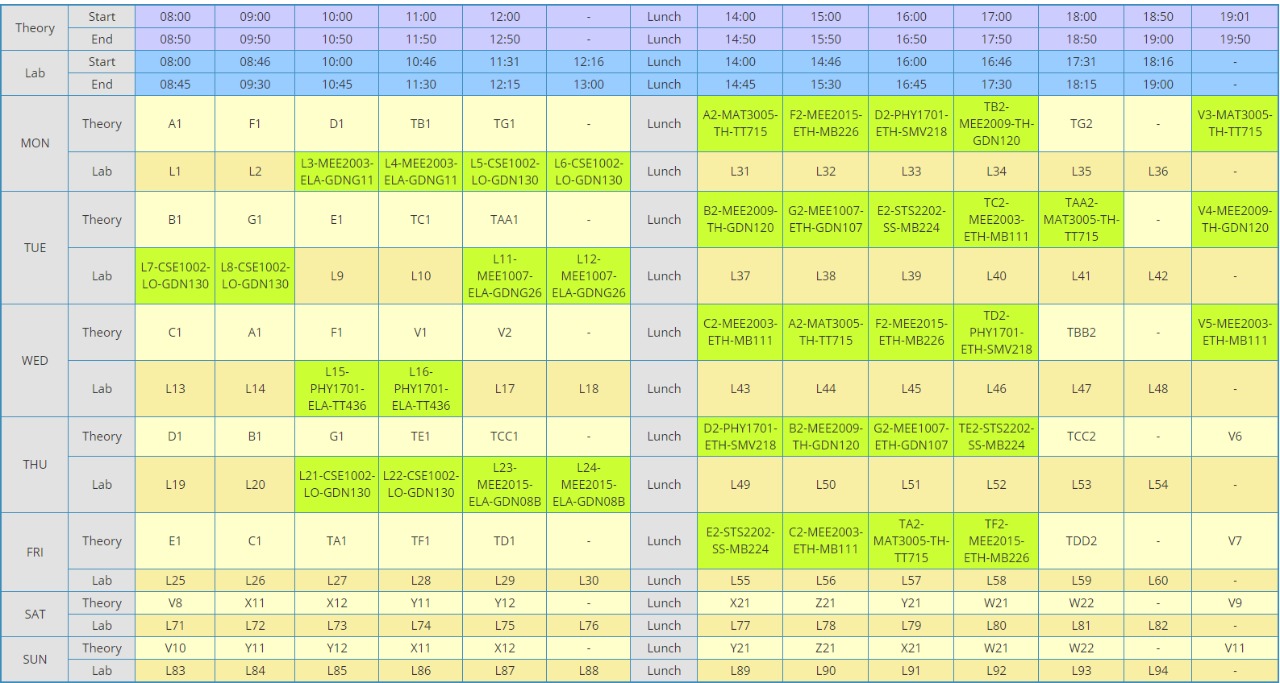 Theory Start 08:00 09:00 10:00 11:00 12:00 - Lunch 14:00 15:00 16:00 17:00 18:00 18:50 19:01
End 08:50 09:50 10:50 11:50 12:50 - Lunch 14:50 15:50 16:50 17:50 18:50 19:00 19:50
Lab Start 08:00 08:46 10:00 10:46 11:31 12:16 Lunch 14:00 14:46 16:00 16:46 17:31 18:16 -
End 08:45 09:30 10:45 11:30 12:15 13:00 Lunch 14:45 15:30 16:45 17:30 18:15 19:00 -
MON Theory A1 F1 D1 TB1 TG1 - Lunch A2-MAT3005-TH-TT715 F2-MEE2015-ETH-MB226 D2-PHY1701-ETH-SMV218 TB2-MEE2009-TH-GDN120 TG2 - V3-MAT3005-TH-TT715
Lab L1 L2 L3-MEE2003-ELA-GDNG11 L4-MEE2003-ELA-GDNG11 L5-CSE1002-LO-GDN130 L6-CSE1002-LO-GDN130 Lunch L31 L32 L33 L34 L35 L36 -
TUE Theory B1 G1 E1 TC1 TAA1 - Lunch B2-MEE2009-TH-GDN120 G2-MEE1007-ETH-GDN107 E2-STS2202-SS-MB224 TC2-MEE2003-ETH-MB111 TAA2-MAT3005-TH-TT715 - V4-MEE2009-TH-GDN120
Lab L7-CSE1002-LO-GDN130 L8-CSE1002-LO-GDN130 L9 L10 L11-MEE1007-ELA-GDNG26 L12-MEE1007-ELA-GDNG26 Lunch L37 L38 L39 L40 L41 L42 -
WED Theory C1 A1 F1 V1 V2 - Lunch C2-MEE2003-ETH-MB111 A2-MAT3005-TH-TT715 F2-MEE2015-ETH-MB226 TD2-PHY1701-ETH-SMV218 TBB2 - V5-MEE2003-ETH-MB111
Lab L13 L14 L15-PHY1701-ELA-TT436 L16-PHY1701-ELA-TT436 L17 L18 Lunch L43 L44 L45 L46 L47 L48 -
THU Theory D1 B1 G1 TE1 TCC1 - Lunch D2-PHY1701-ETH-SMV218 B2-MEE2009-TH-GDN120 G2-MEE1007-ETH-GDN107 TE2-STS2202-SS-MB224 TCC2 - V6
Lab L19 L20 L21-CSE1002-LO-GDN130 L22-CSE1002-LO-GDN130 L23-MEE2015-ELA-GDN08B L24-MEE2015-ELA-GDN08B Lunch L49 L50 L51 L52 L53 L54 -
FRI Theory E1 C1 TA1 TF1 TD1 - Lunch E2-STS2202-SS-MB224 C2-MEE2003-ETH-MB111 TA2-MAT3005-TH-TT715 TF2-MEE2015-ETH-MB226 TDD2 - V7
Lab L25 L26 L27 L28 L29 L30 Lunch L55 L56 L57 L58 L59 L60 -
SAT Theory V8 X11 X12 Y11 Y12 - Lunch X21 Z21 Y21 W21 W22 - V9
Lab L71 L72 L73 L74 L75 L76 Lunch L77 L78 L79 L80 L81 L82 -
SUN Theory V10 Y11 Y12 X11 X12 - Lunch Y21 Z21 X21 W21 W22 - V11
Lab L83 L84 L85 L86 L87 L88 Lunch L89 L90 L91 L92 L93 L94 -